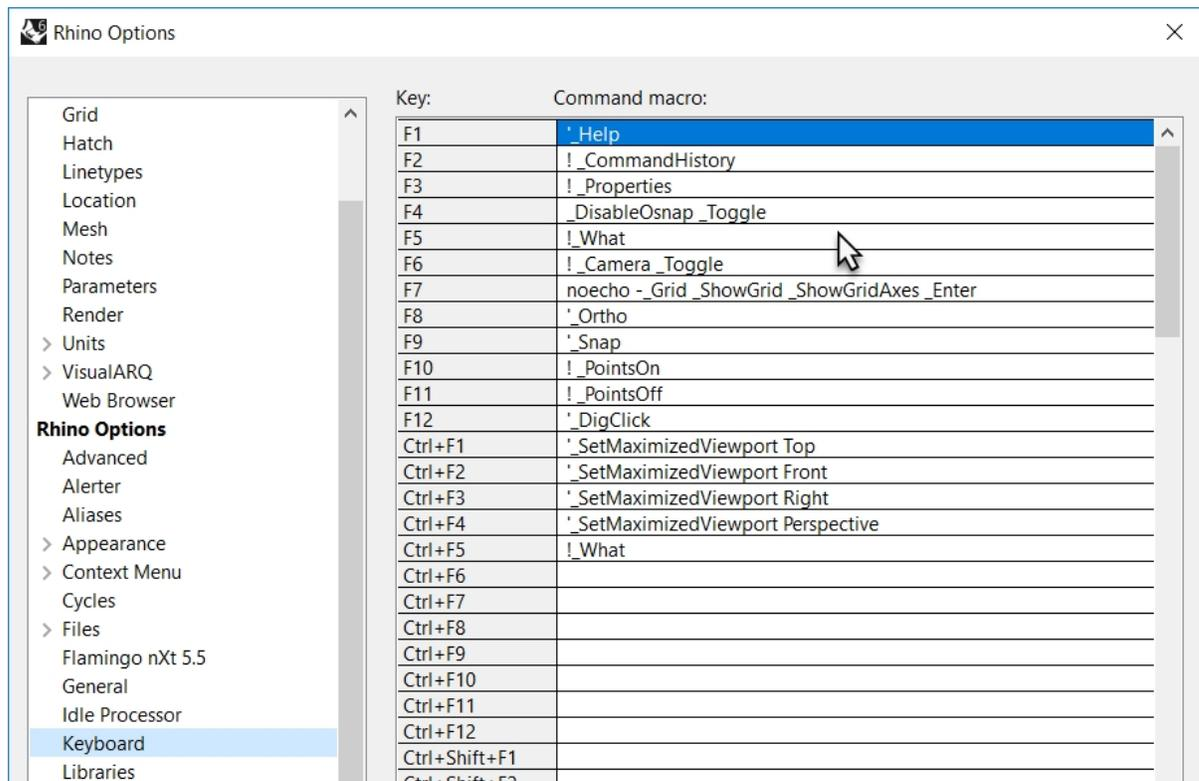 6
Rhino Options
Key: Command macro:
Grid
Hatch
Linetypes
Location
Mesh
Notes
Parameters
Render
Units
VisualARQ
Web Browser
Rhino Options
Advanced
Alerter
Aliases
Appearance
Context Menu
Cycles
Files
Flamingo nXt 5.5
General
Idle Processor
Keyboard
Libraries
F1 '_Help
F2 ! _CommandHistory
F3 ! _Properties
F4 _DisableOsnap _Toggle
F5 !_What
F6 ! _Camera _Toggle
F7 noecho -_Grid _ShowGrid _ShowGridAxes _Enter
F8 '_Ortho
F9 '_Snap
F10 ! _PointsOn
F11 ! _PointsOff
F12 '_DigClick
Ctrl+F1 '_SetMaximizedViewport Top
Ctrl+F2 '_SetMaximizedViewport Front
Ctrl+F3 '_SetMaximizedViewport Right
Ctrl+F4 '_SetMaximizedViewport Perspective
Ctrl+F5 !_What
Ctrl+F6
Ctrl+F7
Ctrl+F8
Ctrl+F9
Ctrl+F10
Ctrl+F11
Ctrl+F12
Ctrl+Shift+F1